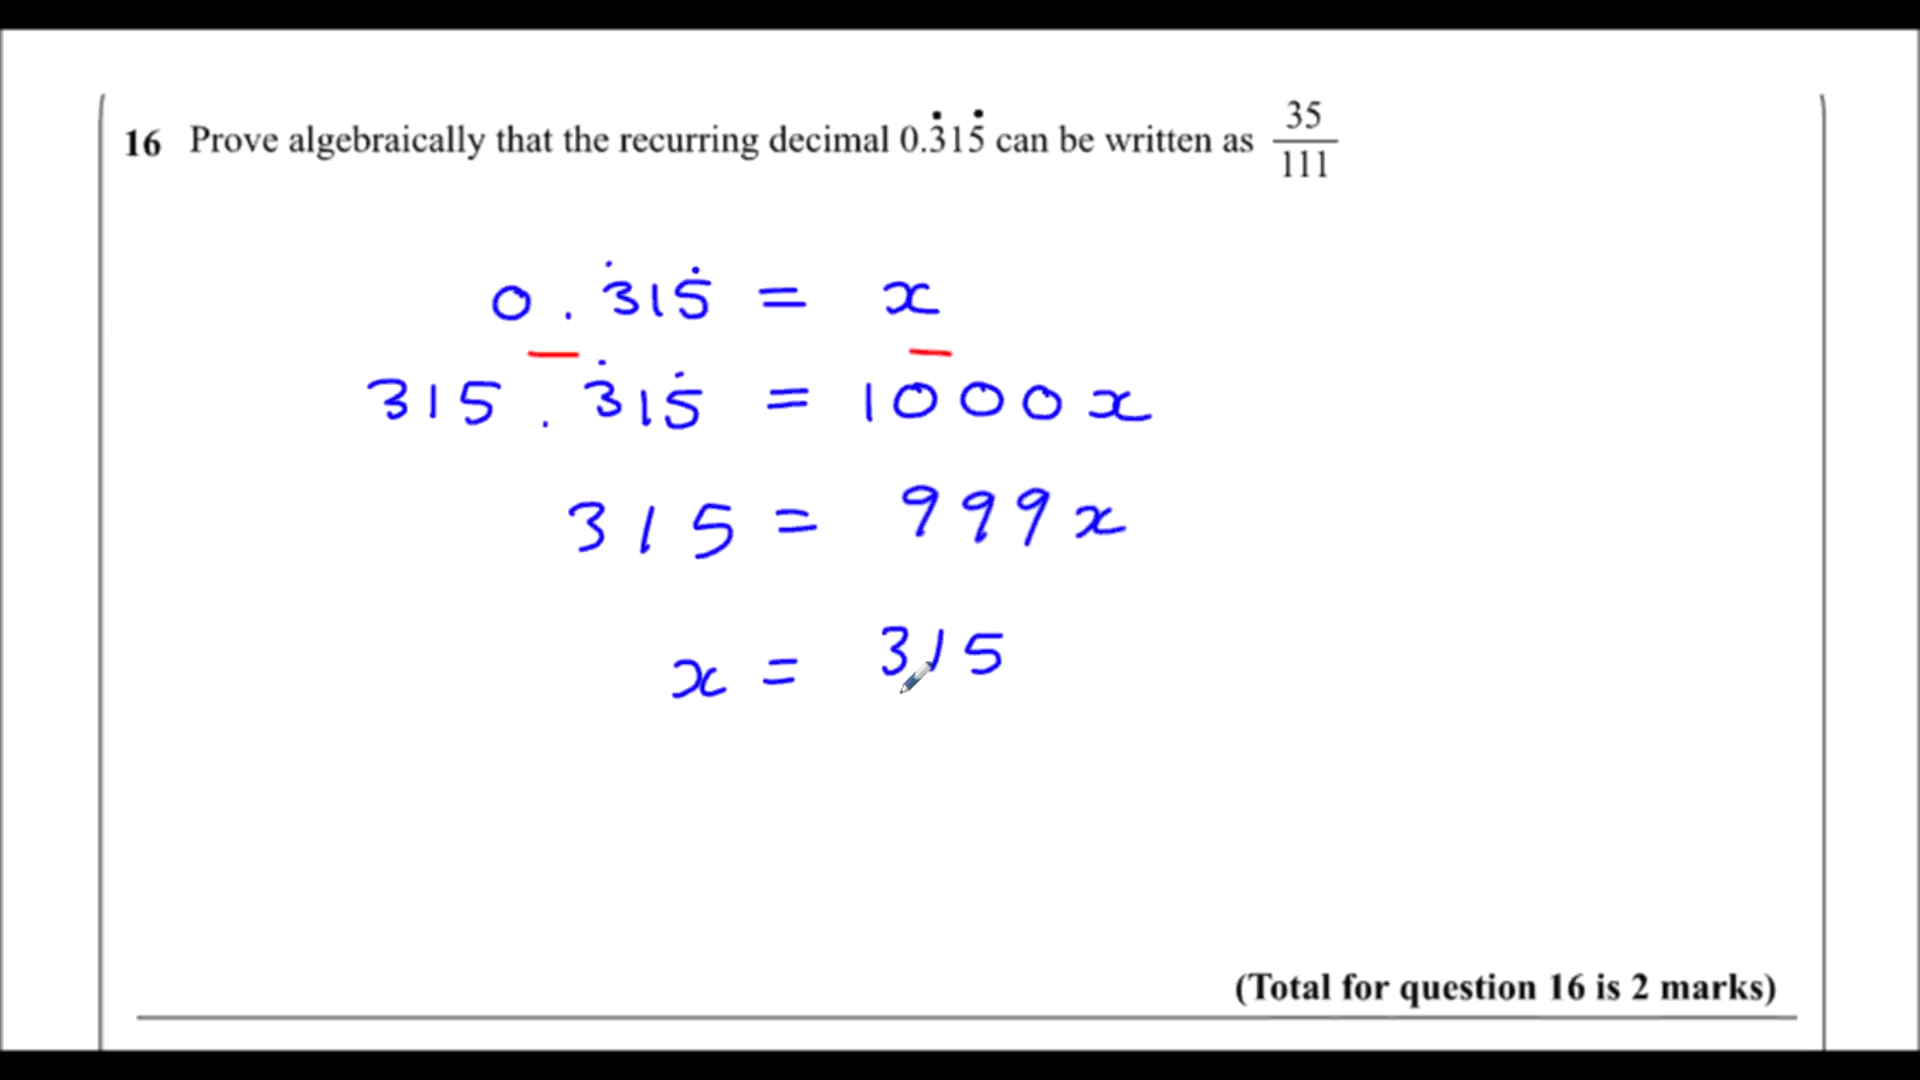 16 Prove algebraically that the recurring decimal 0.3̇15̇ can be written as 35/111
0.3̇15̇ = x
315.3̇15̇ = 1000x
315 = 999x
x = 315
(Total for question 16 is 2 marks)